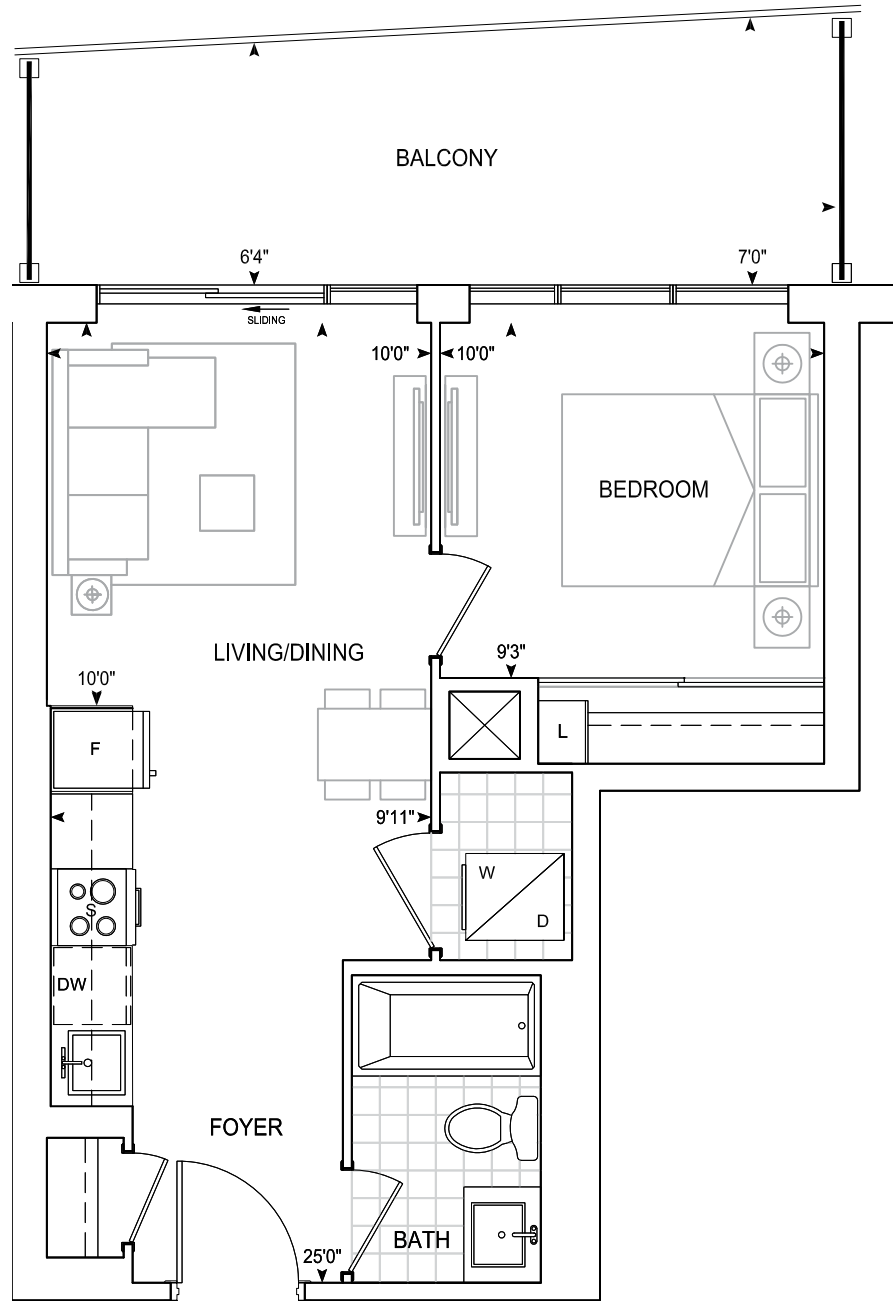 BALCONY
6'4"
7'0"
SLIDING
10'0"
10'0"
BEDROOM
LIVING/DINING
9'3"
10'0"
F
L
9'11"
W
S
D
DW
FOYER
BATH
25'0"